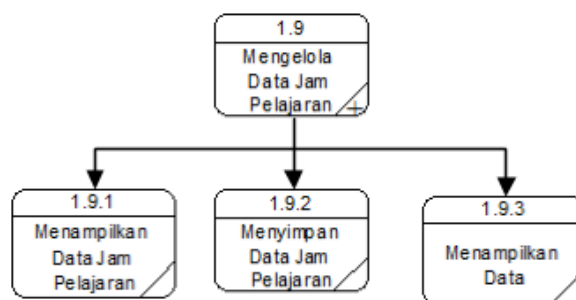 1.9
Mengelola
Data Jam
Pelajaran
1.9.1
Menampilkan
Data Jam
Pelajaran
1.9.2
Menyimpan
Data Jam
Pelajaran
1.9.3
Menampilkan
Data